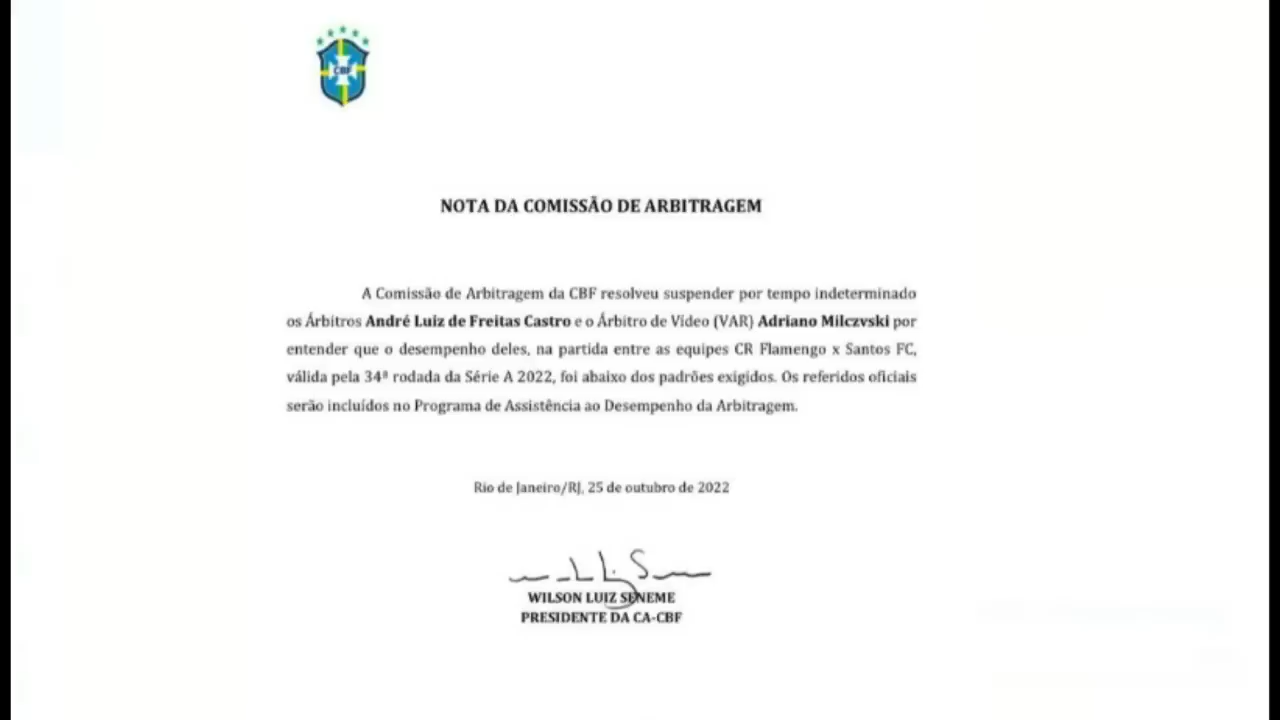 CBF
NOTA DA COMISSÃO DE ARBITRAGEM
A Comissão de Arbitragem da CBF resolveu suspender por tempo indeterminado
os Árbitros André Luiz de Freitas Castro e o Árbitro de Vídeo (VAR) Adriano Milczvski por
entender que o desempenho deles, na partida entre as equipes CR Flamengo x Santos FC,
válida pela 34ª rodada da Série A 2022, foi abaixo dos padrões exigidos. Os referidos oficiais
serão incluídos no Programa de Assistência ao Desempenho da Arbitragem.
Rio de Janeiro/RJ, 25 de outubro de 2022
WILSON LUIZ SENEME
PRESIDENTE DA CA-CBF